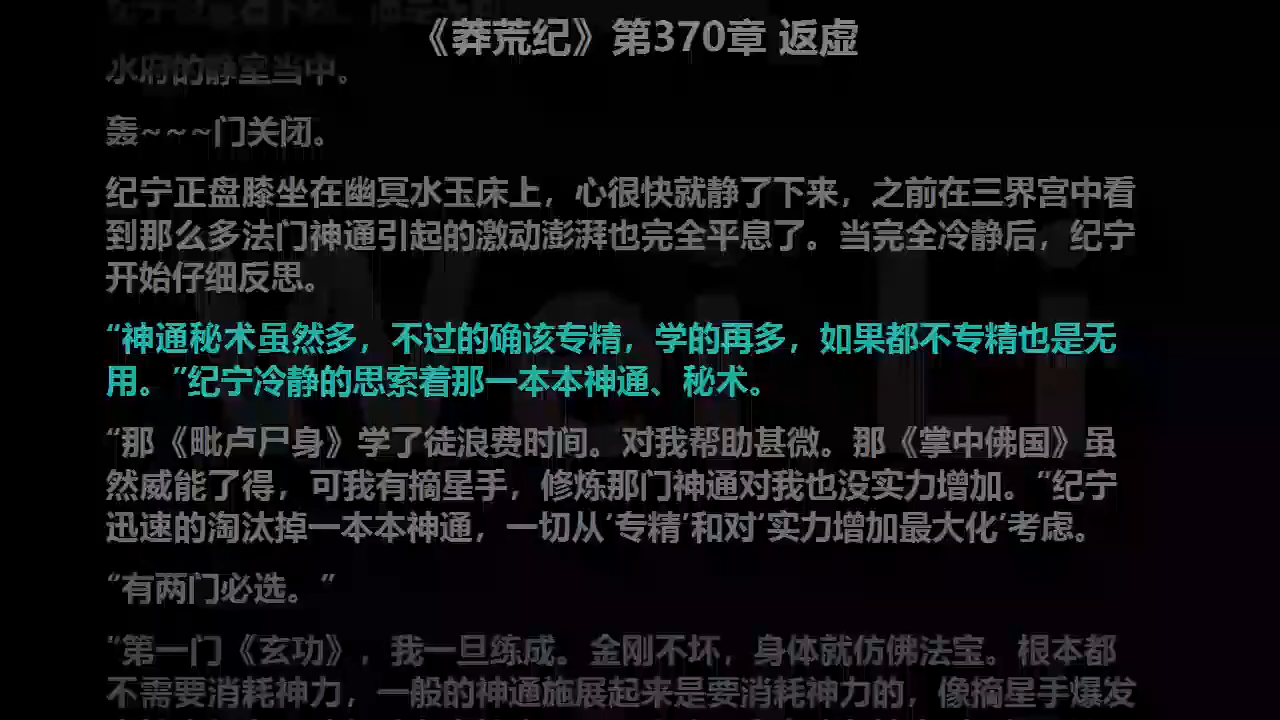 《莽荒纪》第370章 返虚
水府的静室当中。
轰~~~门关闭。
纪宁正盘膝坐在幽冥水玉床上，心很快就静了下来，之前在三界宫中看
到那么多法门神通引起的激动澎湃也完全平息了。当完全冷静后，纪宁
开始仔细反思。
“神通秘术虽然多，不过的确该专精，学的再多，如果都不专精也是无
用。”纪宁冷静的思索着那一本本神通、秘术。
“那《毗卢尸身》学了徒浪费时间。对我帮助甚微。那《掌中佛国》虽
然威能了得，可我有摘星手，修炼那门神通对我也没实力增加。”纪宁
迅速的淘汰掉一本本神通，一切从‘专精’和对‘实力增加最大化’考虑。
“有两门必选。”
“第一门《玄功》，我一旦练成。金刚不坏，身体就仿佛法宝。根本都
不需要消耗神力，一般的神通施展起来是要消耗神力的，像摘星手爆发